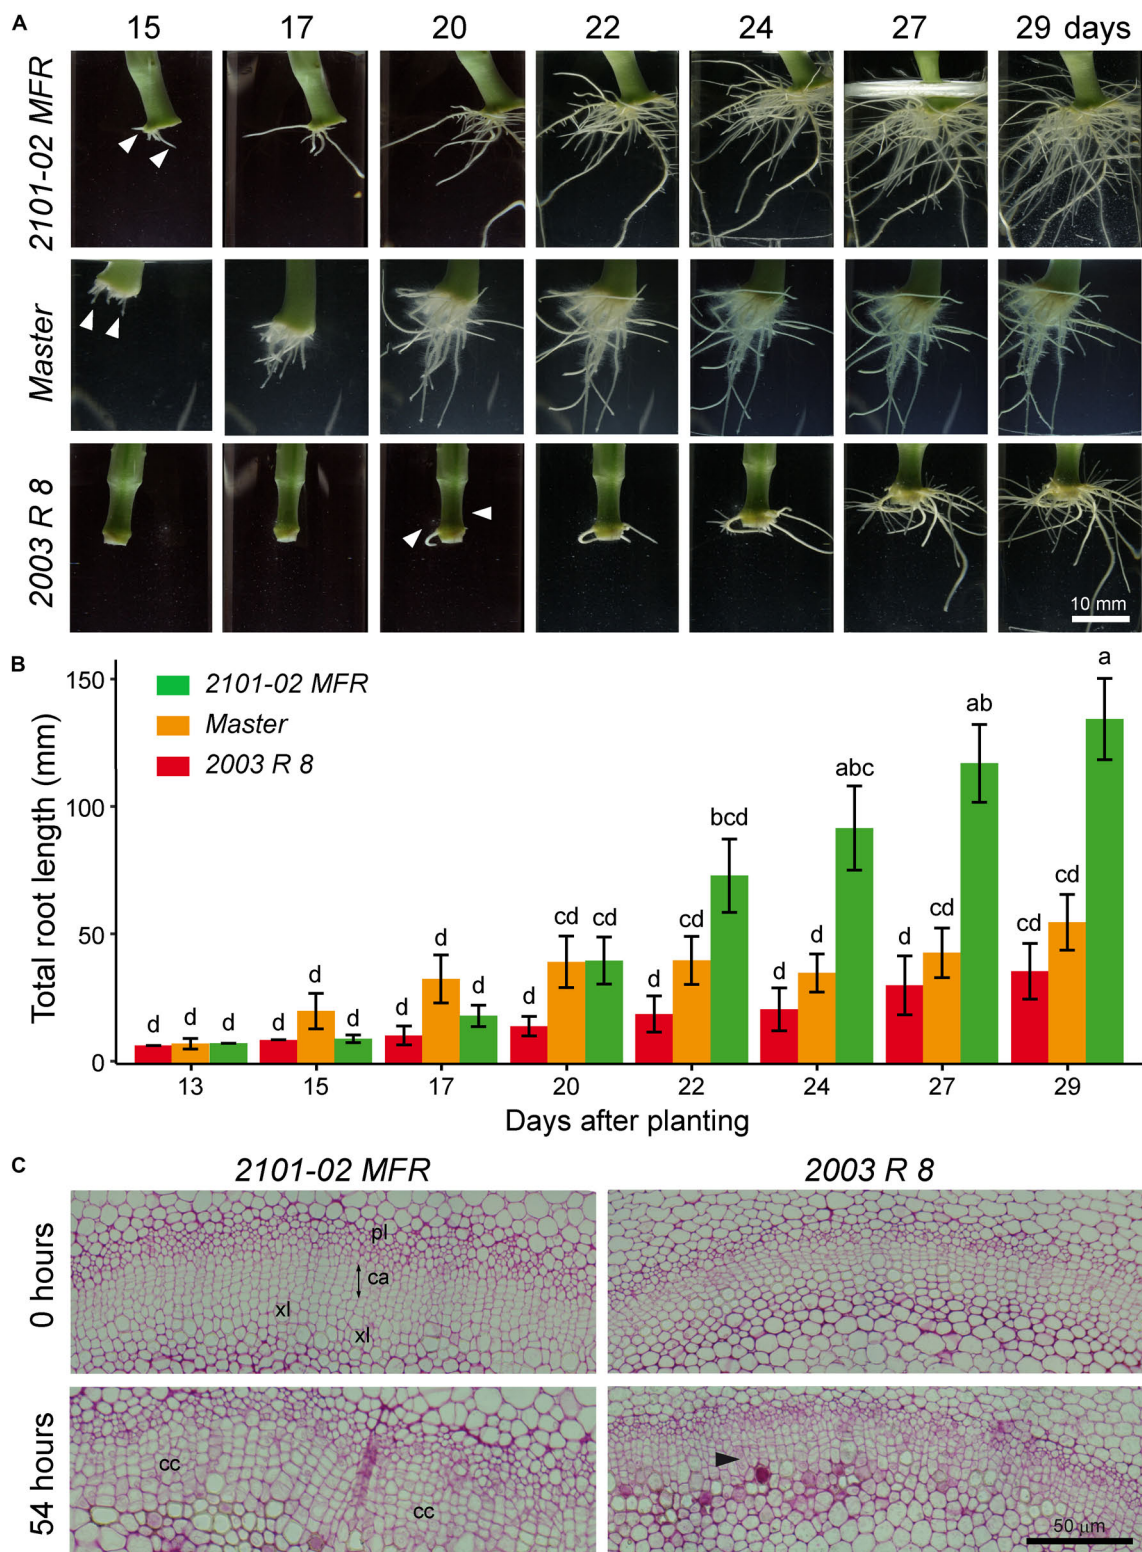 A
15 17 20 22 24 27 29 days
2101-02 MFR
Master
2003 R 8
10 mm
B
Total root length (mm)
150
100
50
0
2101-02 MFR
Master
2003 R 8
d d d
d d d
d d d
d cd cd
d cd bcd
d d abc
d cd ab
cd cd a
13 15 17 20 22 24 27 29
Days after planting
C
2101-02 MFR 2003 R 8
0 hours
pl
ca
xl
xl
54 hours
cc
cc
50 µm